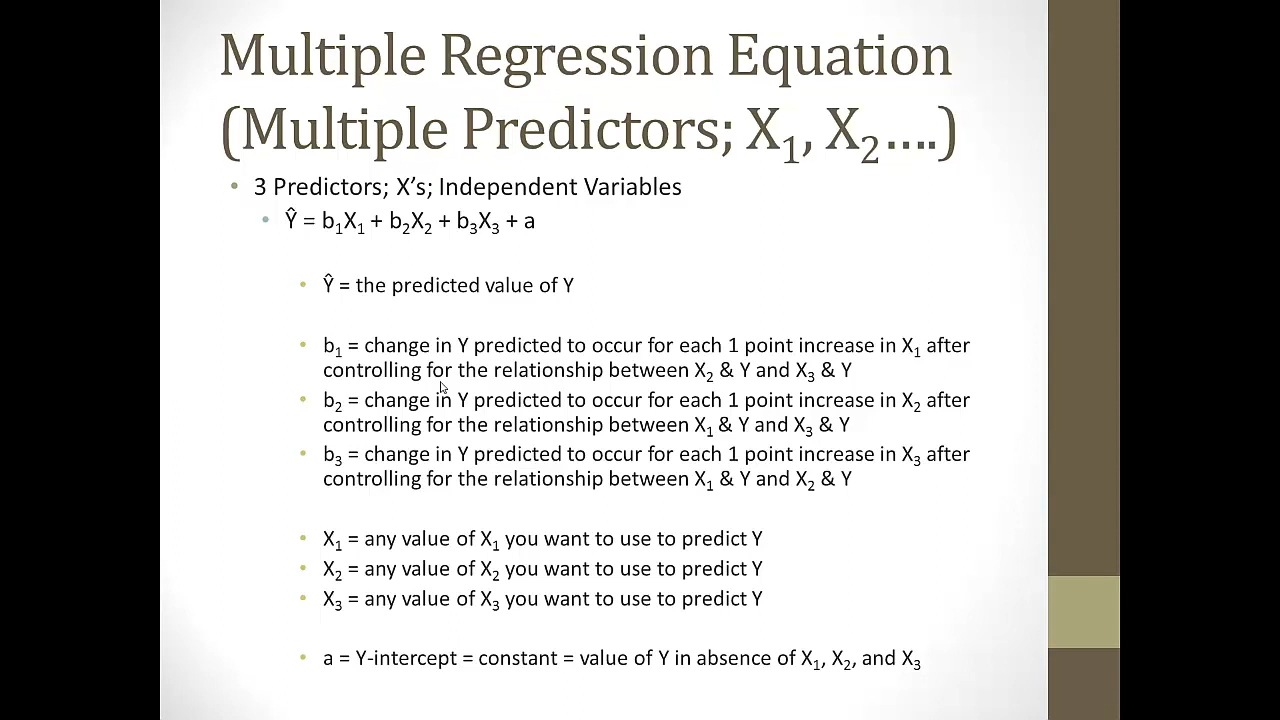 Multiple Regression Equation
(Multiple Predictors; X₁, X₂….)
• 3 Predictors; X’s; Independent Variables
• Ŷ = b₁X₁ + b₂X₂ + b₃X₃ + a
• Ŷ = the predicted value of Y
• b₁ = change in Y predicted to occur for each 1 point increase in X₁ after
controlling for the relationship between X₂ & Y and X₃ & Y
• b₂ = change in Y predicted to occur for each 1 point increase in X₂ after
controlling for the relationship between X₁ & Y and X₃ & Y
• b₃ = change in Y predicted to occur for each 1 point increase in X₃ after
controlling for the relationship between X₁ & Y and X₂ & Y
• X₁ = any value of X₁ you want to use to predict Y
• X₂ = any value of X₂ you want to use to predict Y
• X₃ = any value of X₃ you want to use to predict Y
• a = Y-intercept = constant = value of Y in absence of X₁, X₂, and X₃